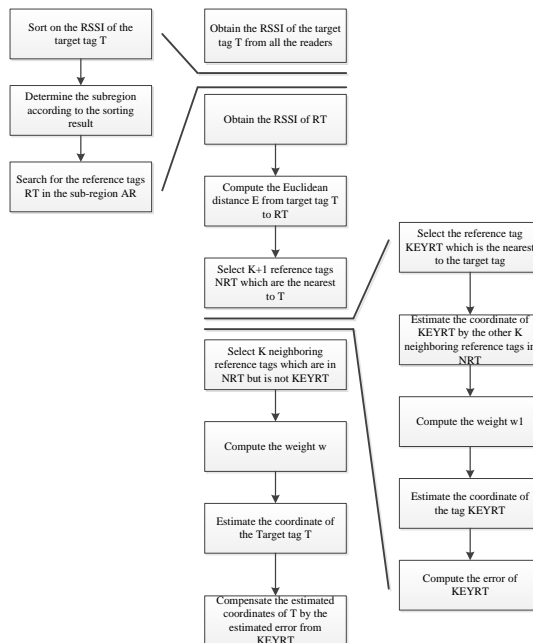 Sort on the RSSI of the
target tag T
Determine the subregion
according to the sorting
result
Search for the reference tags
RT in the sub-region AR
Obtain the RSSI of the target
tag T from all the readers
Obtain the RSSI of RT
Compute the Euclidean
distance E from target tag T
to RT
Select K+1 reference tags
NRT which are the nearest
to T
Select K neighboring
reference tags which are in
NRT but is not KEYRT
Compute the weight w
Estimate the coordinate of
the Target tag T
Compensate the estimated
coordinates of T by the
estimated error from
KEYRT
Select the reference tag
KEYRT which is the nearest
to the target tag
Estimate the coordinate of
KEYRT by the other K
neighboring reference tags in
NRT
Compute the weight w1
Estimate the coordinate of
the tag KEYRT
Compute the error of
KEYRT